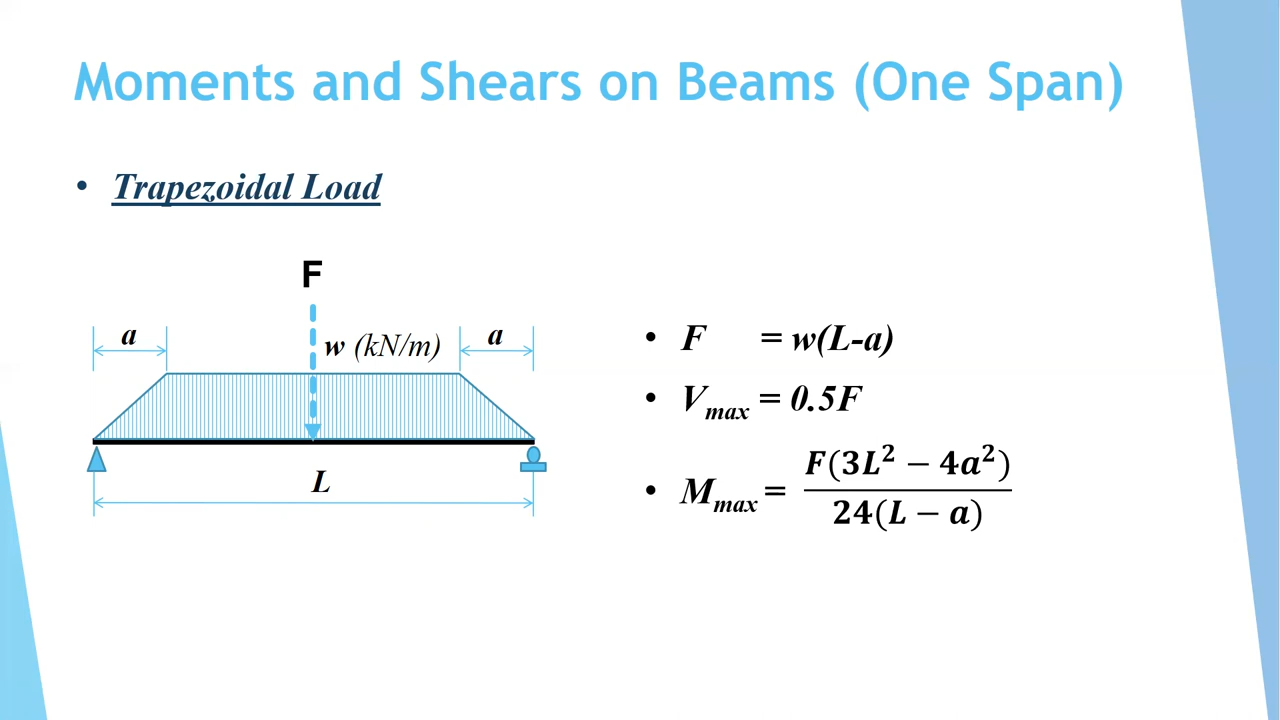 Moments and Shears on Beams (One Span)
• Trapezoidal Load
F
a
w (kN/m)
a
L
• F = w(L-a)
• Vmax = 0.5F
• Mmax = F(3L² − 4a²) / 24(L − a)